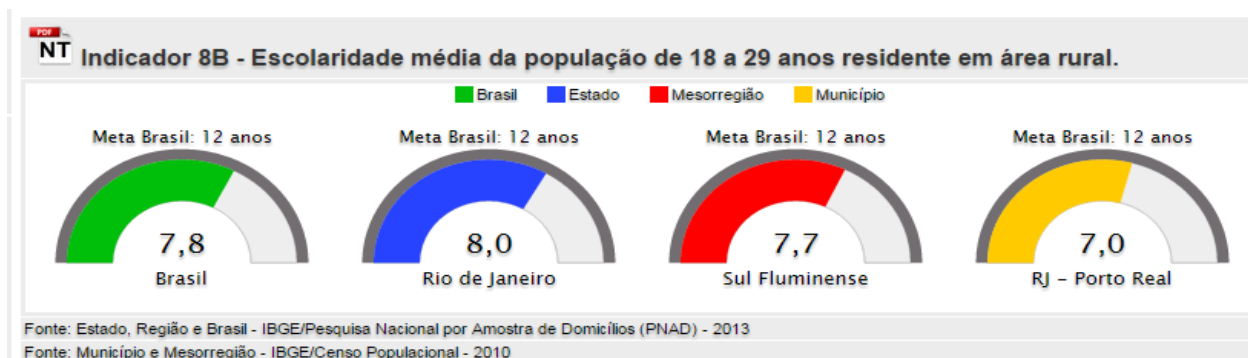 PDF
NT Indicador 8B - Escolaridade média da população de 18 a 29 anos residente em área rural.
Brasil Estado Mesorregião Município
Meta Brasil: 12 anos Meta Brasil: 12 anos Meta Brasil: 12 anos Meta Brasil: 12 anos
7,8 8,0 7,7 7,0
Brasil Rio de Janeiro Sul Fluminense RJ – Porto Real
Fonte: Estado, Região e Brasil - IBGE/Pesquisa Nacional por Amostra de Domicílios (PNAD) - 2013
Fonte: Município e Mesorregião - IBGE/Censo Populacional - 2010